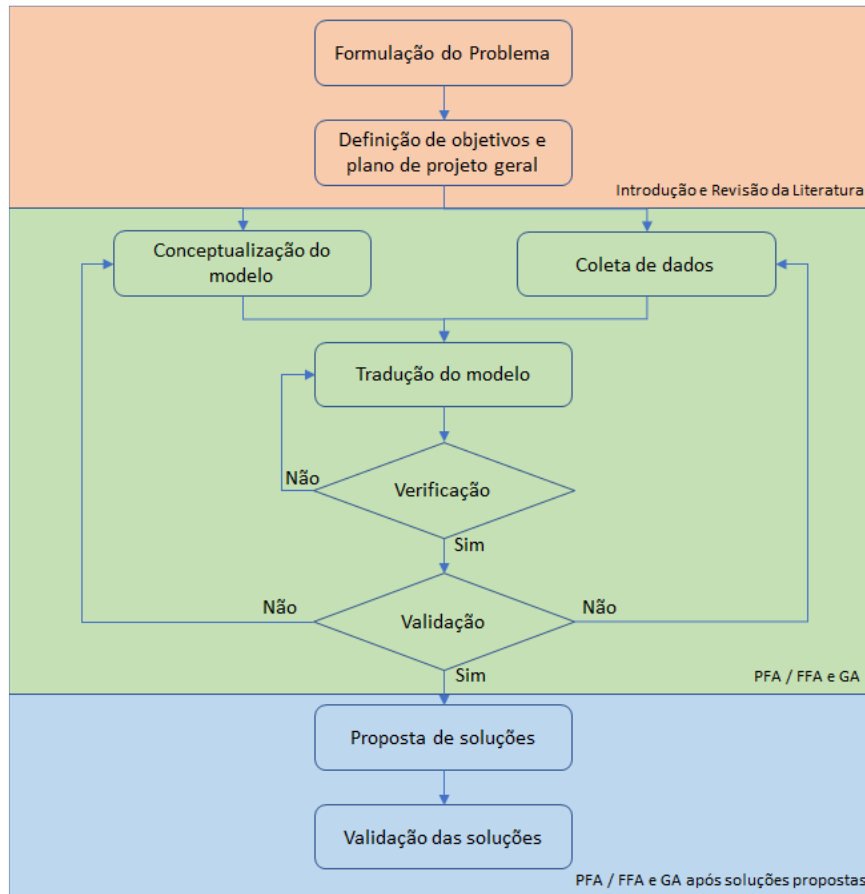 Formulação do Problema
Definição de objetivos e
plano de projeto geral
Introdução e Revisão da Literatura
Conceptualização do
modelo
Coleta de dados
Tradução do modelo
Não
Verificação
Sim
Não
Validação
Não
Sim
PFA / FFA e GA
Proposta de soluções
Validação das soluções
PFA / FFA e GA após soluções propostas